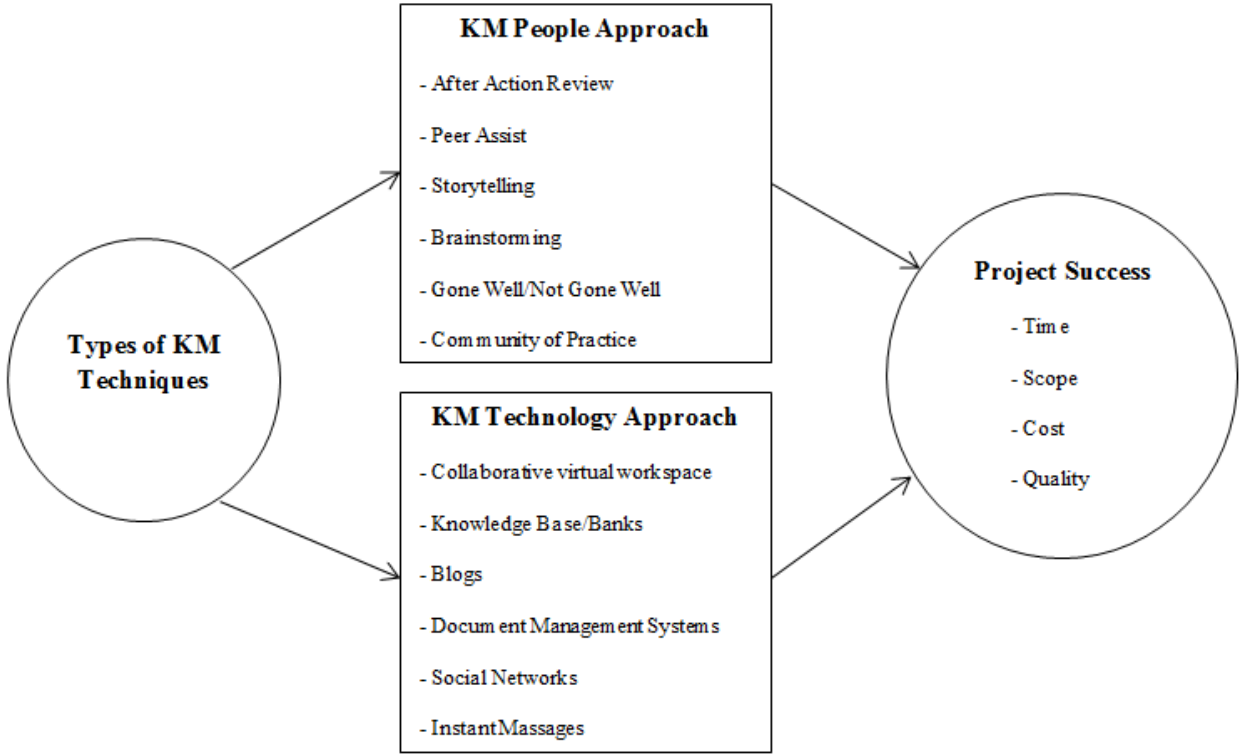 Types of KM
Techniques
KM People Approach
- After Action Review
- Peer Assist
- Storytelling
- Brainstorming
- Gone Well/Not Gone Well
- Community of Practice
KM Technology Approach
- Collaborative virtual workspace
- Knowledge Base/Banks
- Blogs
- Document Management Systems
- Social Networks
- Instant Massages
Project Success
- Time
- Scope
- Cost
- Quality